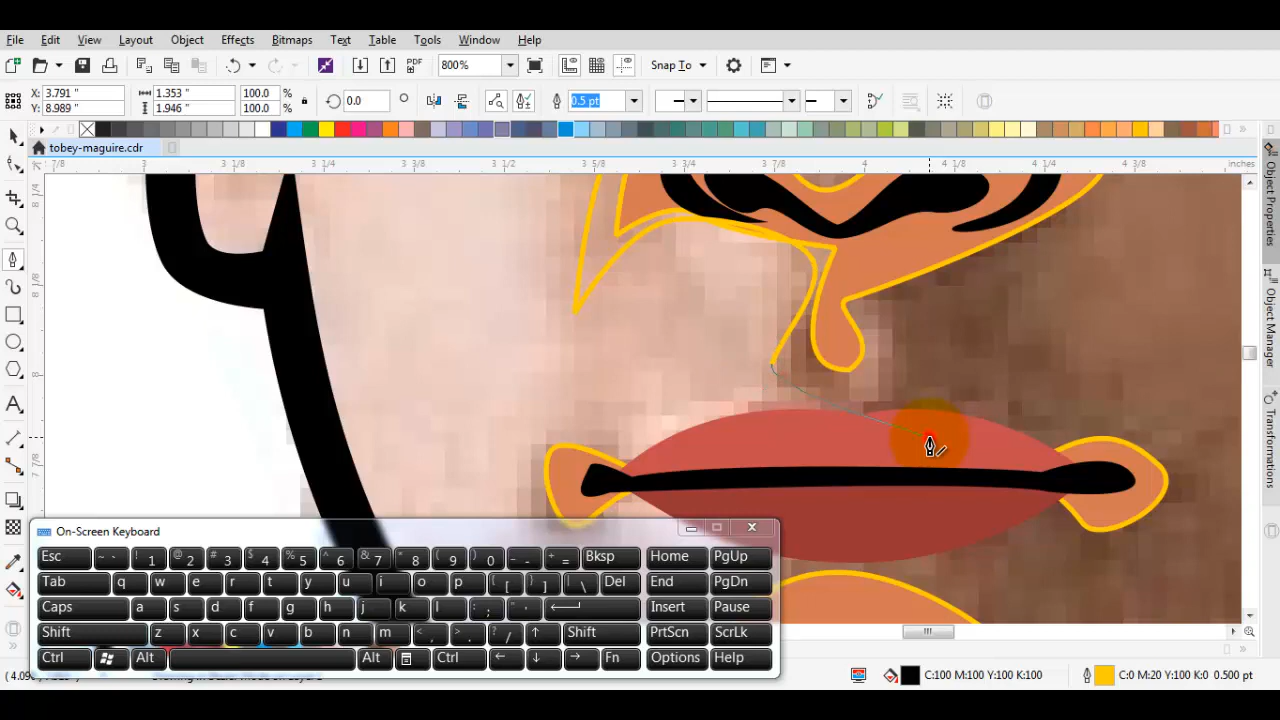 File Edit View Layout Object Effects Bitmaps Text Table Tools Window Help
PDF 800% Snap To
X: 3.791 " 1.353 " 100.0 % 0.0 0.5 pt
Y: 8.989 " 1.946 " 100.0 %
tobey-maguire.cdr
7/8 3 3 1/8 3 1/4 3 3/8 3 1/2 3 5/8 3 3/4 3 7/8 4 4 1/8 4 1/4 4 3/8 inches
Object Properties
Object Manager
Transformations
On-Screen Keyboard
Esc ~ ` ! 1 @ 2 # 3 $ 4 % 5 ^ 6 & 7 * 8 ( 9 ) 0 _ - + = Bksp Home PgUp
Tab q w e r t y u i o p { [ } ] | \ Del End PgDn
Caps a s d f g h j k l : ; " ' Insert Pause
Shift z x c v b n m < , > . ? / ↑ Shift PrtScn ScrLk
Ctrl Alt Alt Ctrl ← ↓ → Fn Options Help
C:100 M:100 Y:100 K:100 C:0 M:20 Y:100 K:0 0.500 pt